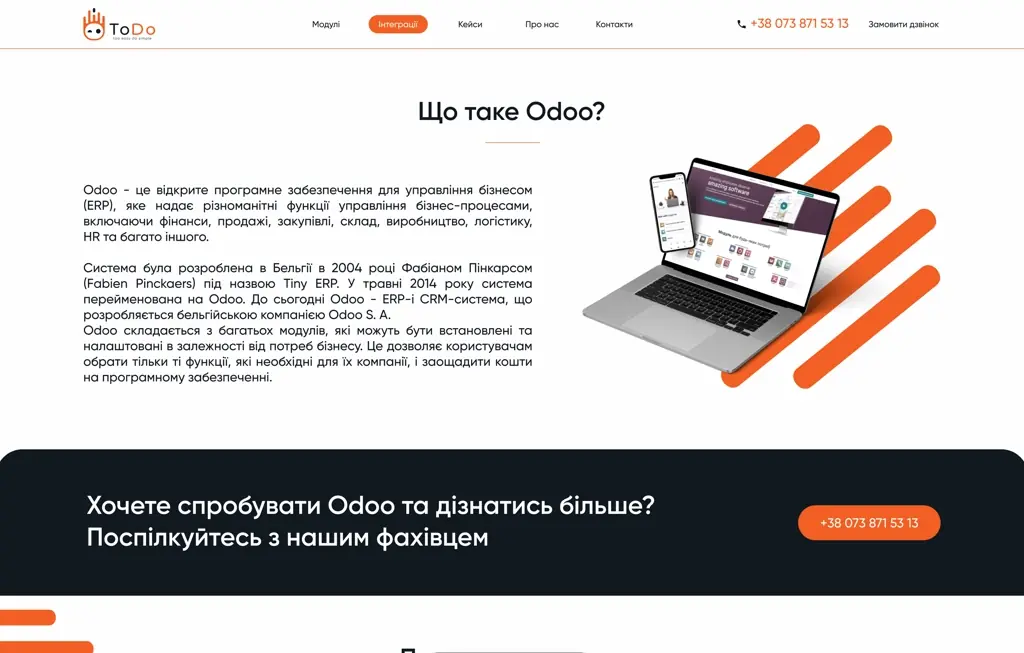 ToDo
Модулі
Інтеграції
Кейси
Про нас
Контакти
+38 073 871 53 13
Замовити дзвінок
Що таке Odoo?
Odoo - це відкрите програмне забезпечення для управління бізнесом
(ERP), яке надає різноманітні функції управління бізнес-процесами,
включаючи фінанси, продажі, закупівлі, склад, виробництво, логістику,
HR та багато іншого.
Система була розроблена в Бельгії в 2004 році Фабіаном Пінкарсом
(Fabien Pinckaers) під назвою Tiny ERP. У травні 2014 року система
перейменована на Odoo. До сьогодні Odoo - ERP-і CRM-система, що
розробляється бельгійською компанією Odoo S. A.
Odoo складається з багатьох модулів, які можуть бути встановлені та
налаштовані в залежності від потреб бізнесу. Це дозволяє користувачам
обрати тільки ті функції, які необхідні для їх компанії, і заощадити кошти
на програмному забезпеченні.
amazing software
Хочете спробувати Odoo та дізнатись більше?
Поспілкуйтесь з нашим фахівцем
+38 073 871 53 13